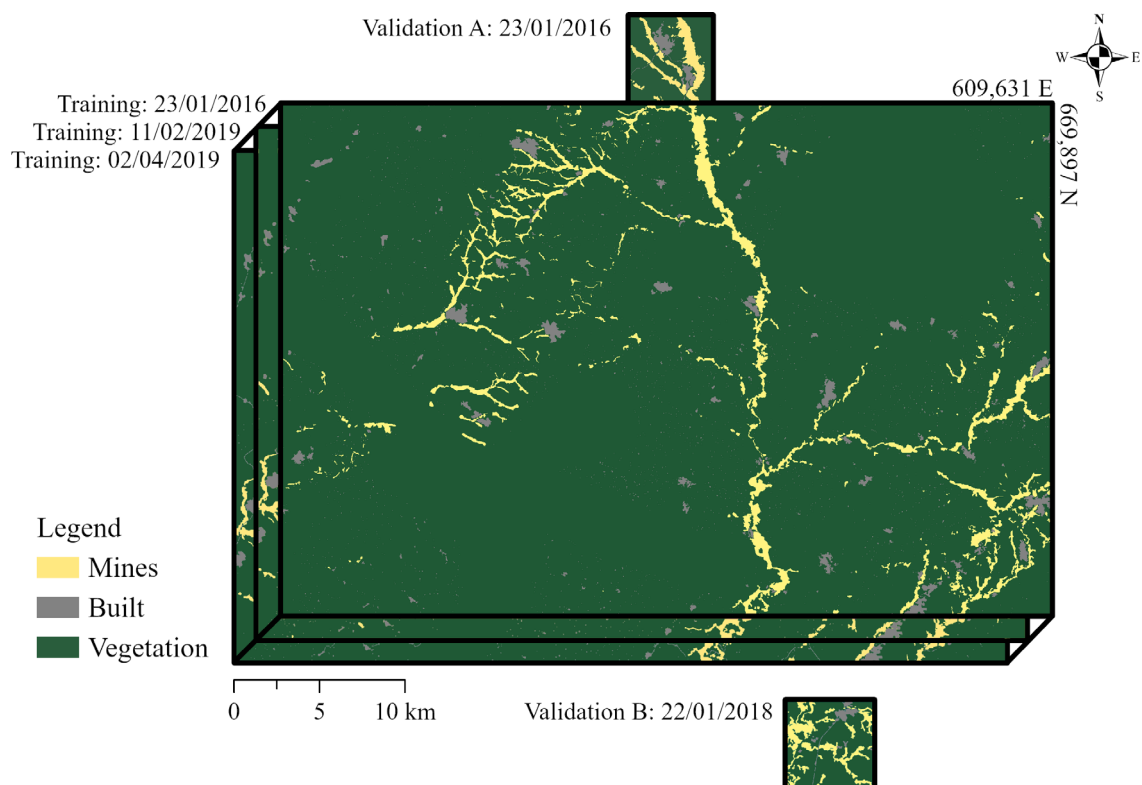 Validation A: 23/01/2016
N
W E
S
609,631 E
669,897 N
Training: 23/01/2016
Training: 11/02/2019
Training: 02/04/2019
Legend
Mines
Built
Vegetation
0 5 10 km
Validation B: 22/01/2018